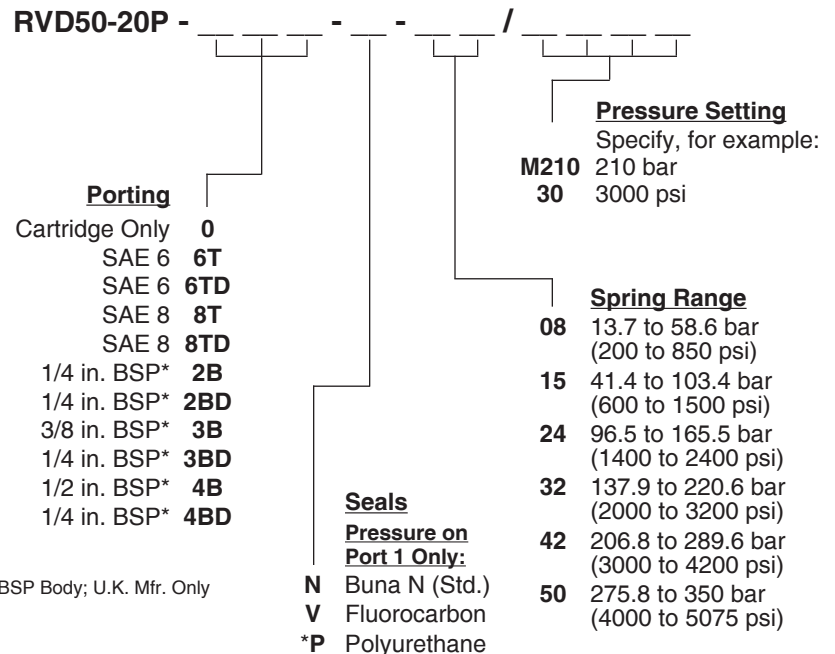 RVD50-20P - __ __ __ - __ - __ __ / __ __ __ __
Pressure Setting
Specify, for example:
M210 210 bar
30 3000 psi
Porting
Cartridge Only 0
SAE 6 6T
SAE 6 6TD
SAE 8 8T
SAE 8 8TD
1/4 in. BSP* 2B
1/4 in. BSP* 2BD
3/8 in. BSP* 3B
1/4 in. BSP* 3BD
1/2 in. BSP* 4B
1/4 in. BSP* 4BD
BSP Body; U.K. Mfr. Only
Seals
Pressure on
Port 1 Only:
N Buna N (Std.)
V Fluorocarbon
*P Polyurethane
Spring Range
08 13.7 to 58.6 bar
(200 to 850 psi)
15 41.4 to 103.4 bar
(600 to 1500 psi)
24 96.5 to 165.5 bar
(1400 to 2400 psi)
32 137.9 to 220.6 bar
(2000 to 3200 psi)
42 206.8 to 289.6 bar
(3000 to 4200 psi)
50 275.8 to 350 bar
(4000 to 5075 psi)